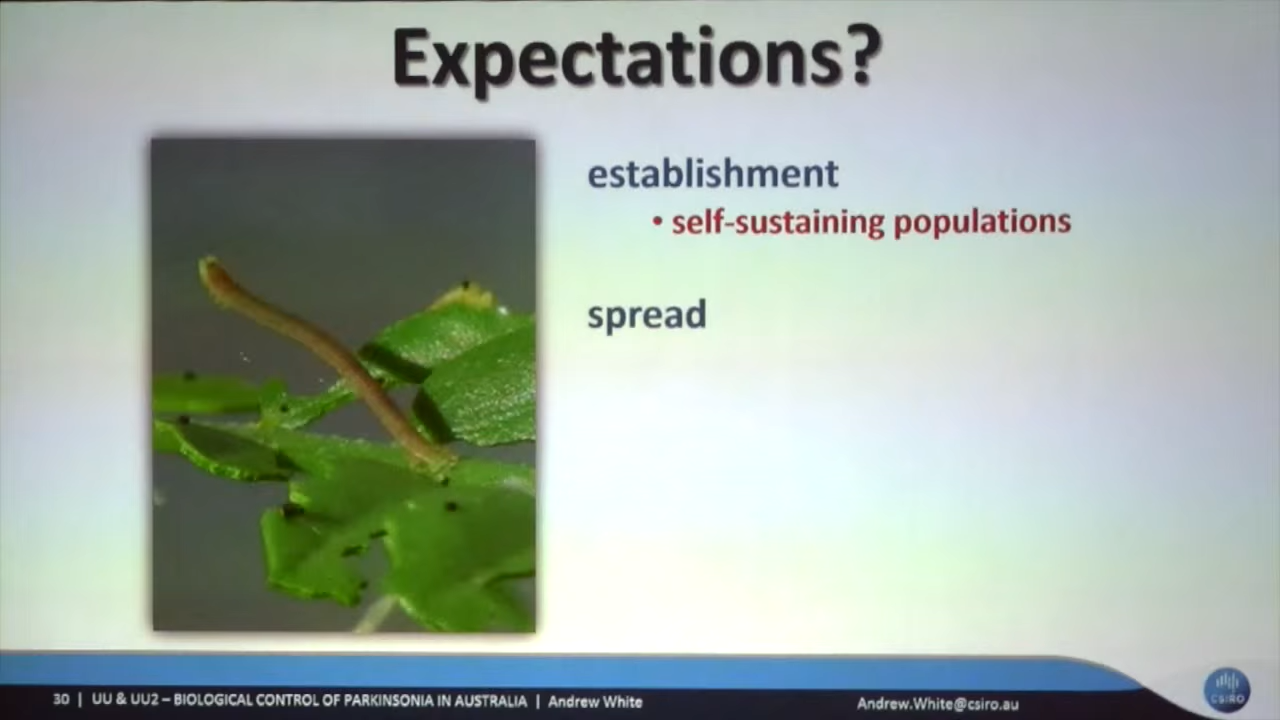 Expectations?
establishment
• self-sustaining populations
spread
30 | UU & UU2 – BIOLOGICAL CONTROL OF PARKINSONIA IN AUSTRALIA | Andrew White
Andrew.White@csiro.au
CSIRO